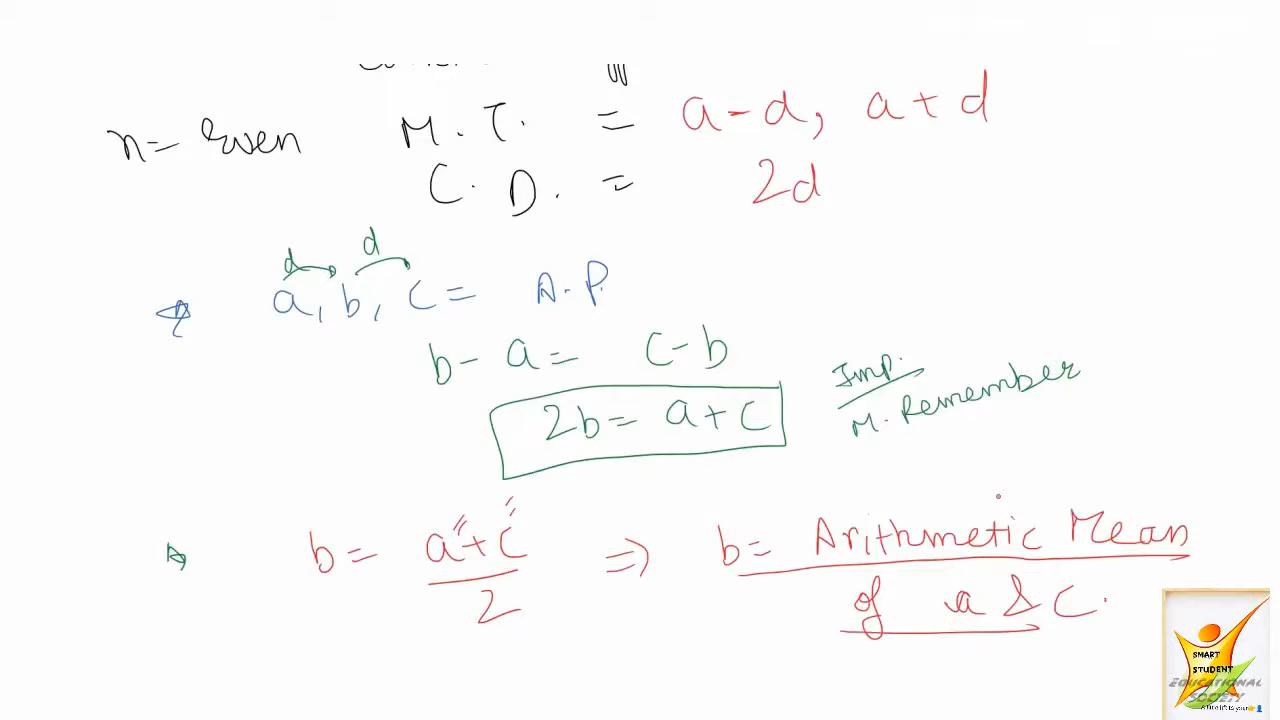 n = Even M.T. = a-d, a+d
C.D. = 2d
d d
a, b, c = A.P.
b - a = c - b
2b = a + c
Imp.
M. Remember
b = a + c / 2 => b = Arithmetic Mean
of a & c.
SMART
STUDENT
EDUCATIONAL
SOCIETY